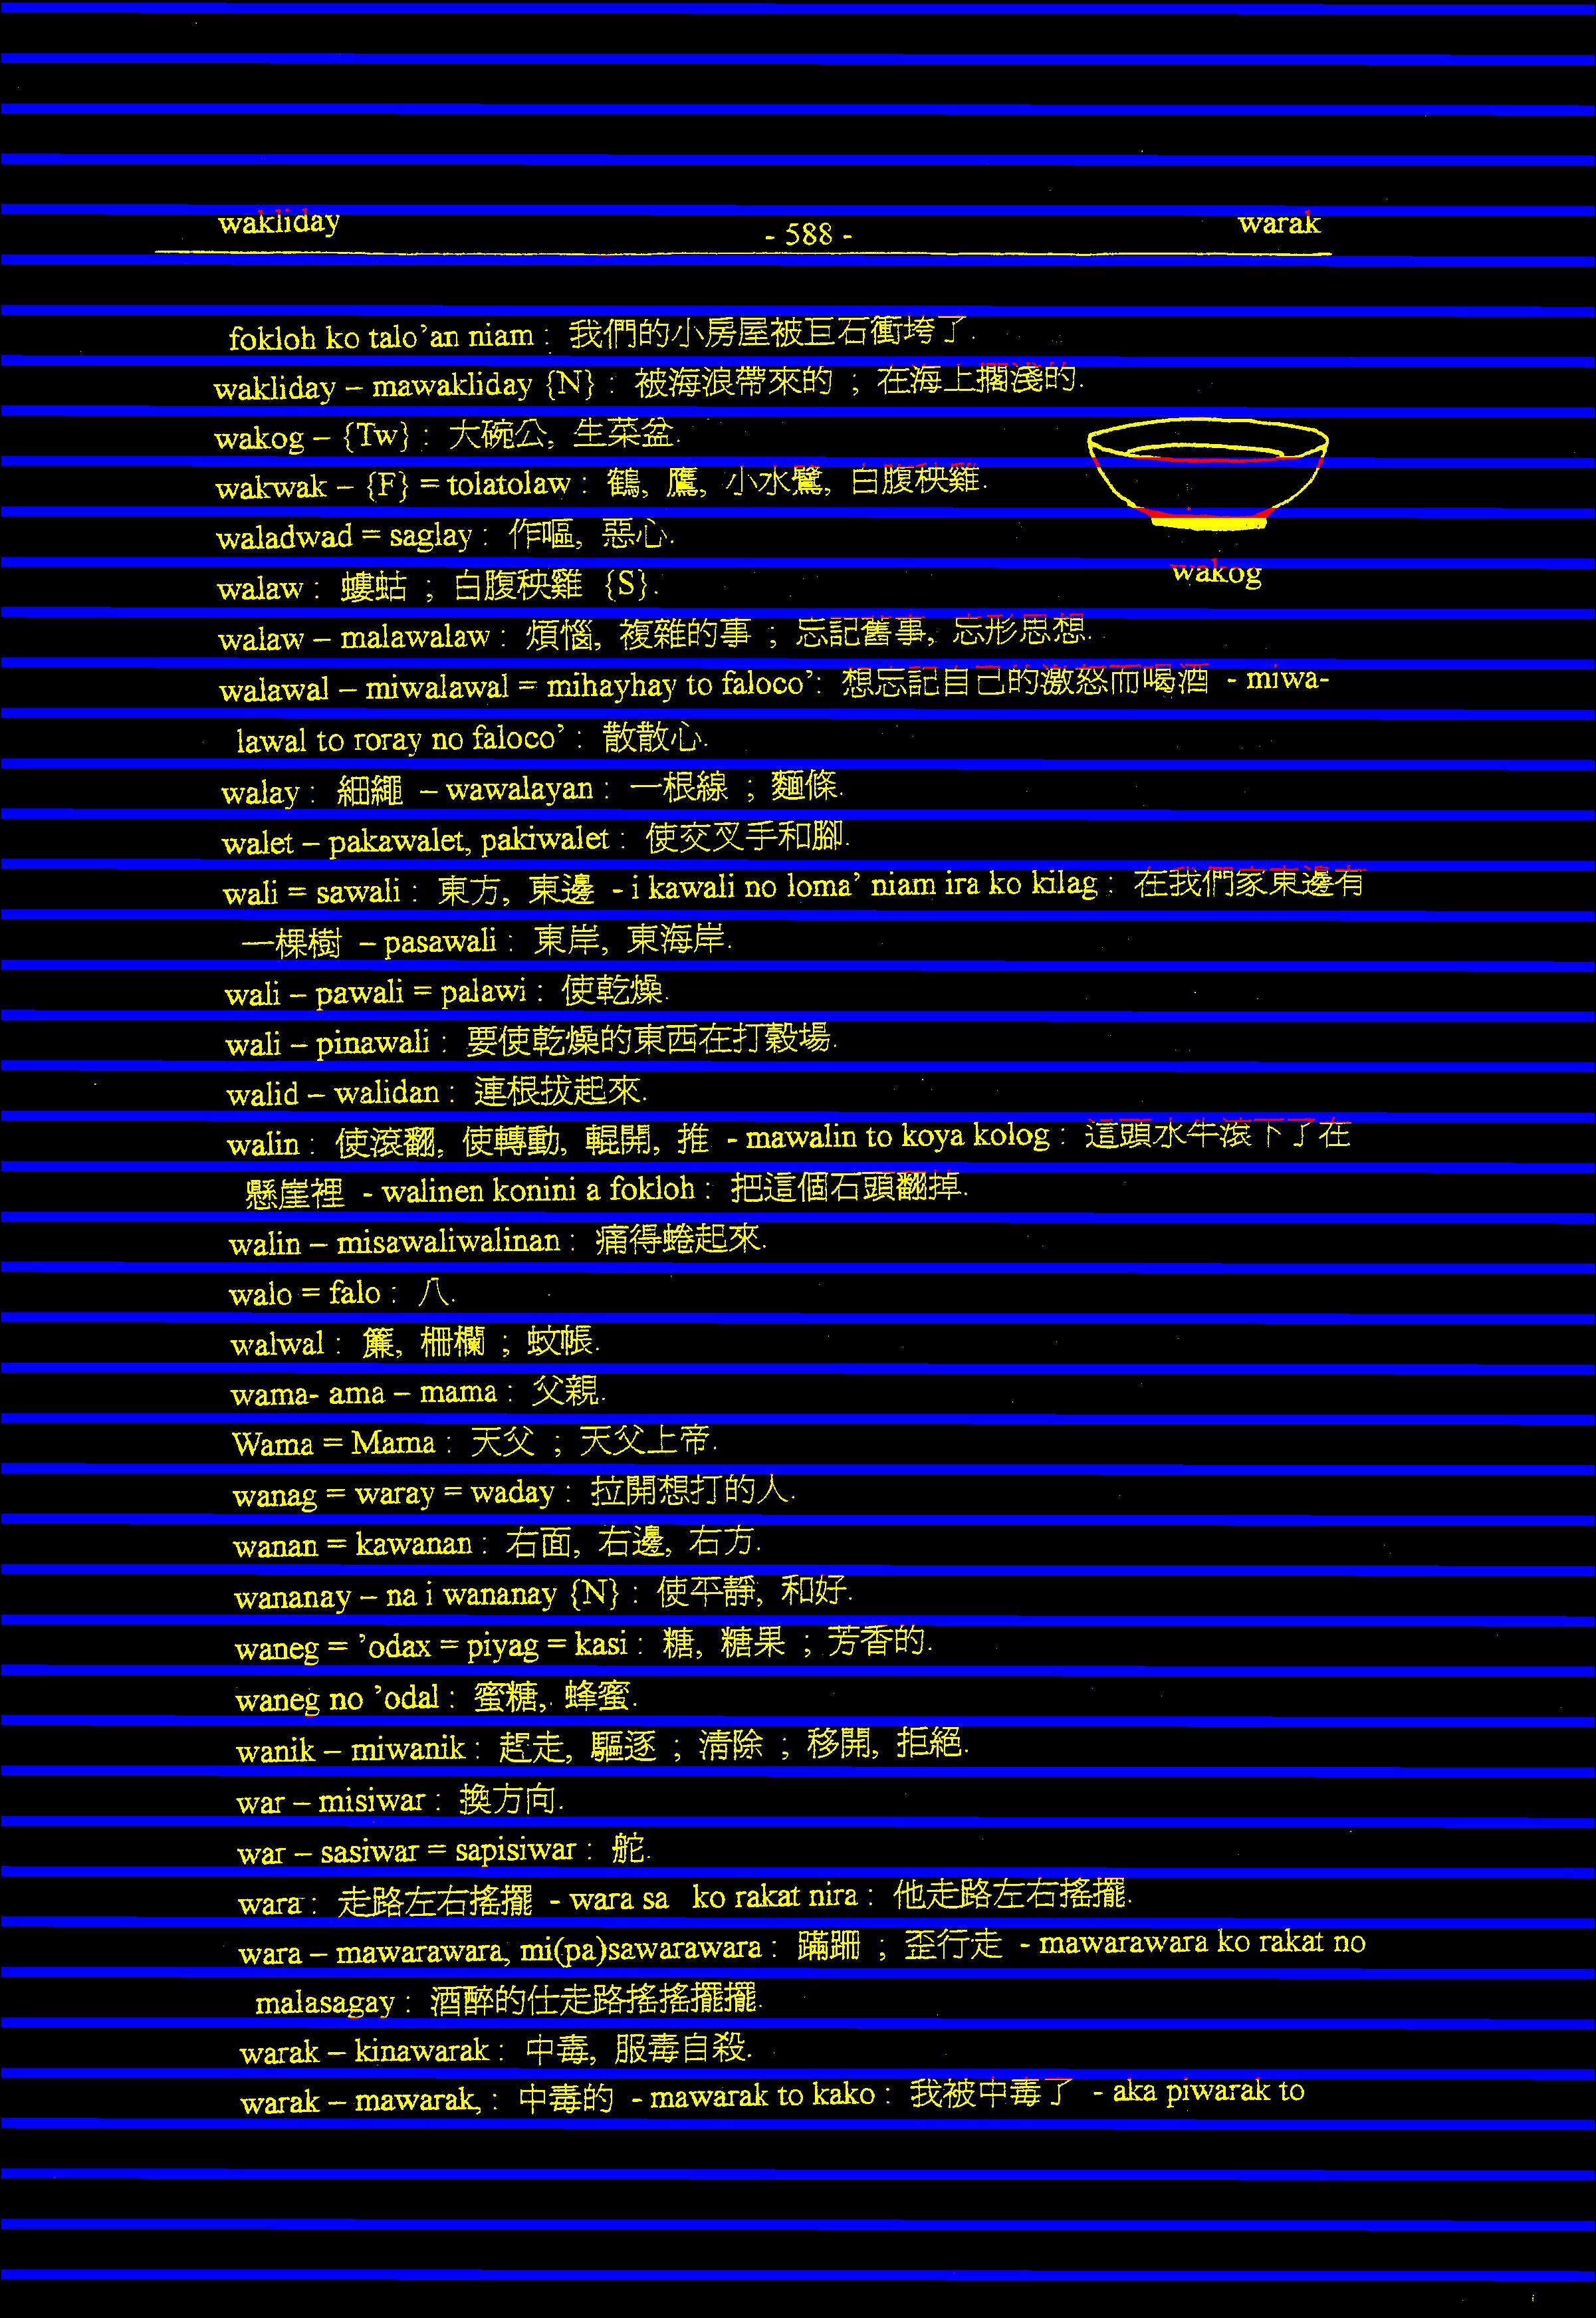 wakliday
- 588 -
warak
fokloh ko talo’an niam : 我們的小房屋被巨石衝垮了.
wakliday – mawakliday {N} : 被海浪帶來的 ; 在海上擱淺的.
wakog – {Tw} : 大碗公, 生菜盆.
wakwak – {F} = tolatolaw : 鶴, 鷹, 小水鷺, 白腹秧雞.
waladwad = saglay : 作嘔, 惡心.
wakog
walaw : 螻蛄 ; 白腹秧雞 {S}.
walaw – malawalaw : 煩惱, 複雜的事 ; 忘記舊事, 忘形思想.
walawal – miwalawal = mihayhay to faloco’: 想忘記自己的激怒而喝酒 - miwa-
lawal to roray no faloco’ : 散散心.
walay : 細繩 – wawalayan : 一根線 ; 麵條.
walet – pakawalet, pakiwalet : 使交叉手和腳.
wali = sawali : 東方, 東邊 - i kawali no loma’ niam ira ko kilag : 在我們家東邊有
一棵樹 – pasawali : 東岸, 東海岸.
wali – pawali = palawi : 使乾燥.
wali – pinawali : 要使乾燥的東西在打穀場.
walid – walidan : 連根拔起來.
walin : 使滾翻, 使轉動, 輥開, 推 - mawalin to koya kolog : 這頭水牛滾下了在
懸崖裡 - walinen konini a fokloh : 把這個石頭翻掉.
walin – misawaliwalinan : 痛得蜷起來.
walo = falo : 八.
walwal : 簾, 柵欄 ; 蚊帳.
wama- ama – mama : 父親.
Wama = Mama : 天父 ; 天父上帝.
wanag = waray = waday : 拉開想打的人.
wanan = kawanan : 右面, 右邊, 右方.
wananay – na i wananay {N} : 使平靜, 和好.
waneg = ’odax = piyag = kasi : 糖, 糖果 ; 芳香的.
waneg no ’odal : 蜜糖, 蜂蜜.
wanik – miwanik : 趕走, 驅逐 ; 清除 ; 移開, 拒絕.
war – misiwar : 換方向.
war – sasiwar = sapisiwar : 舵.
wara : 走路左右搖擺 - wara sa ko rakat nira : 他走路左右搖擺.
wara – mawarawara, mi(pa)sawarawara : 蹣跚 ; 歪行走 - mawarawara ko rakat no
malasagay : 酒醉的仕走路搖搖擺擺.
warak – kinawarak : 中毒, 服毒自殺.
warak – mawarak, : 中毒的 - mawarak to kako : 我被中毒了 - aka piwarak to